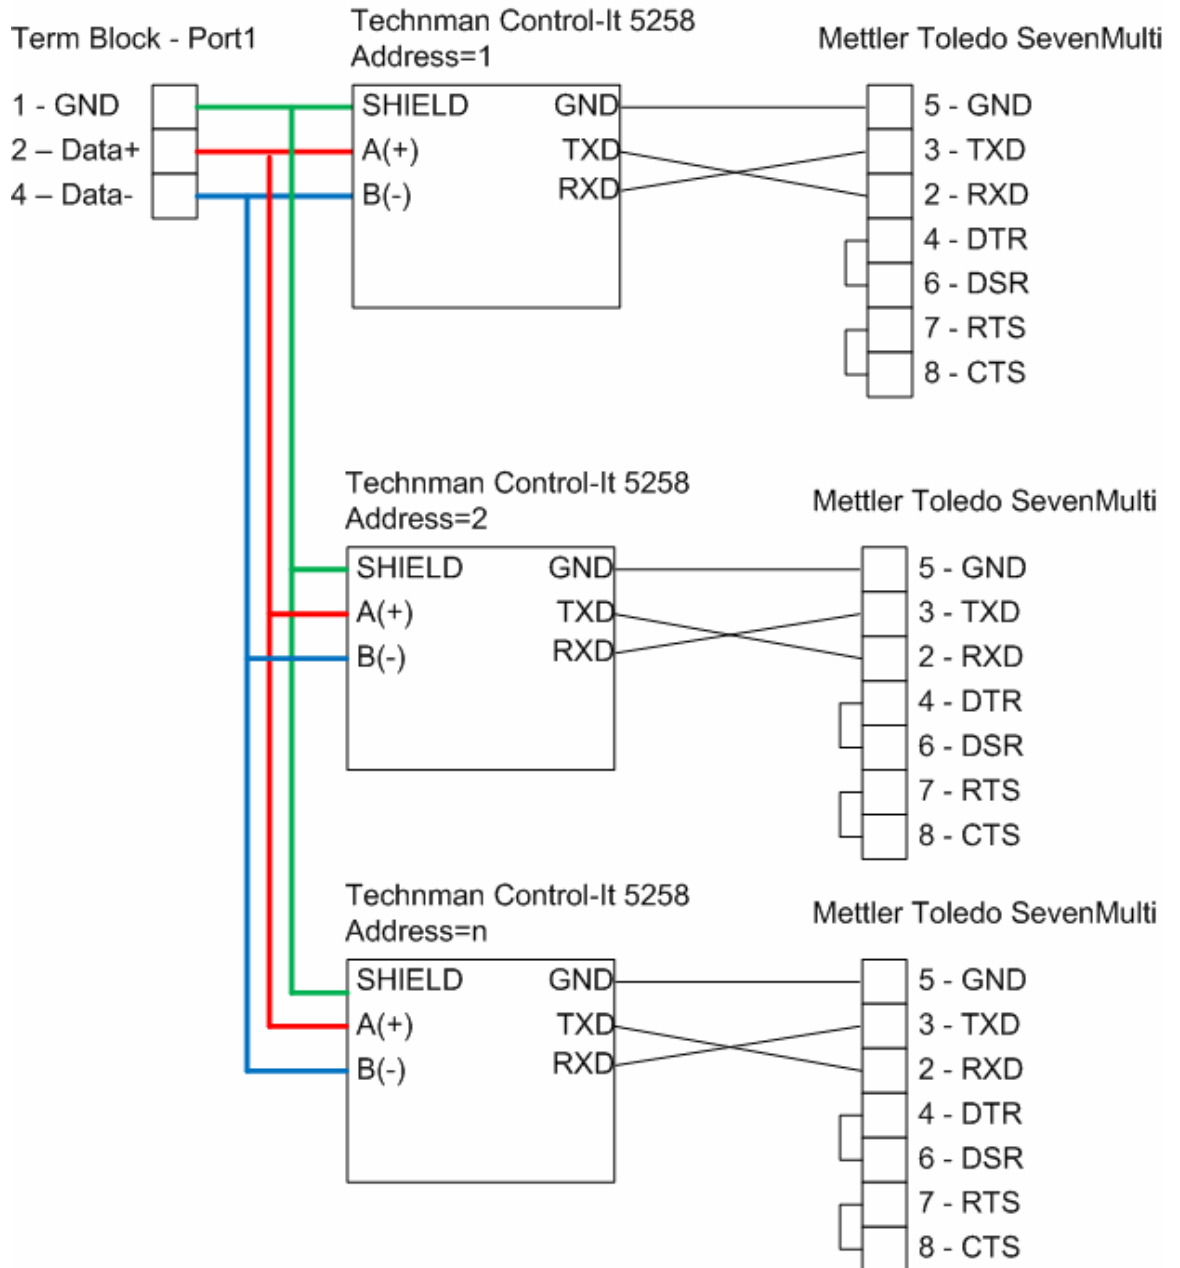 Term Block - Port1
1 - GND
2 – Data+
4 – Data-
Technman Control-It 5258
Address=1
SHIELD GND
A(+) TXD
B(-) RXD
Mettler Toledo SevenMulti
5 - GND
3 - TXD
2 - RXD
4 - DTR
6 - DSR
7 - RTS
8 - CTS
Technman Control-It 5258
Address=2
SHIELD GND
A(+) TXD
B(-) RXD
Mettler Toledo SevenMulti
5 - GND
3 - TXD
2 - RXD
4 - DTR
6 - DSR
7 - RTS
8 - CTS
Technman Control-It 5258
Address=n
SHIELD GND
A(+) TXD
B(-) RXD
Mettler Toledo SevenMulti
5 - GND
3 - TXD
2 - RXD
4 - DTR
6 - DSR
7 - RTS
8 - CTS